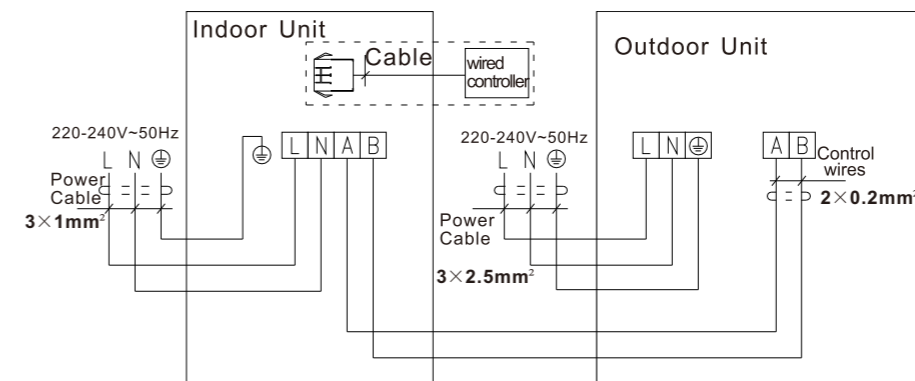 Indoor Unit
Cable
wired
controller
Outdoor Unit
220-240V~50Hz
L N
Power
Cable
3×1mm²
L N A B
220-240V~50Hz
L N
Power
Cable
3×2.5mm²
L N
A B
Control
wires
2×0.2mm²